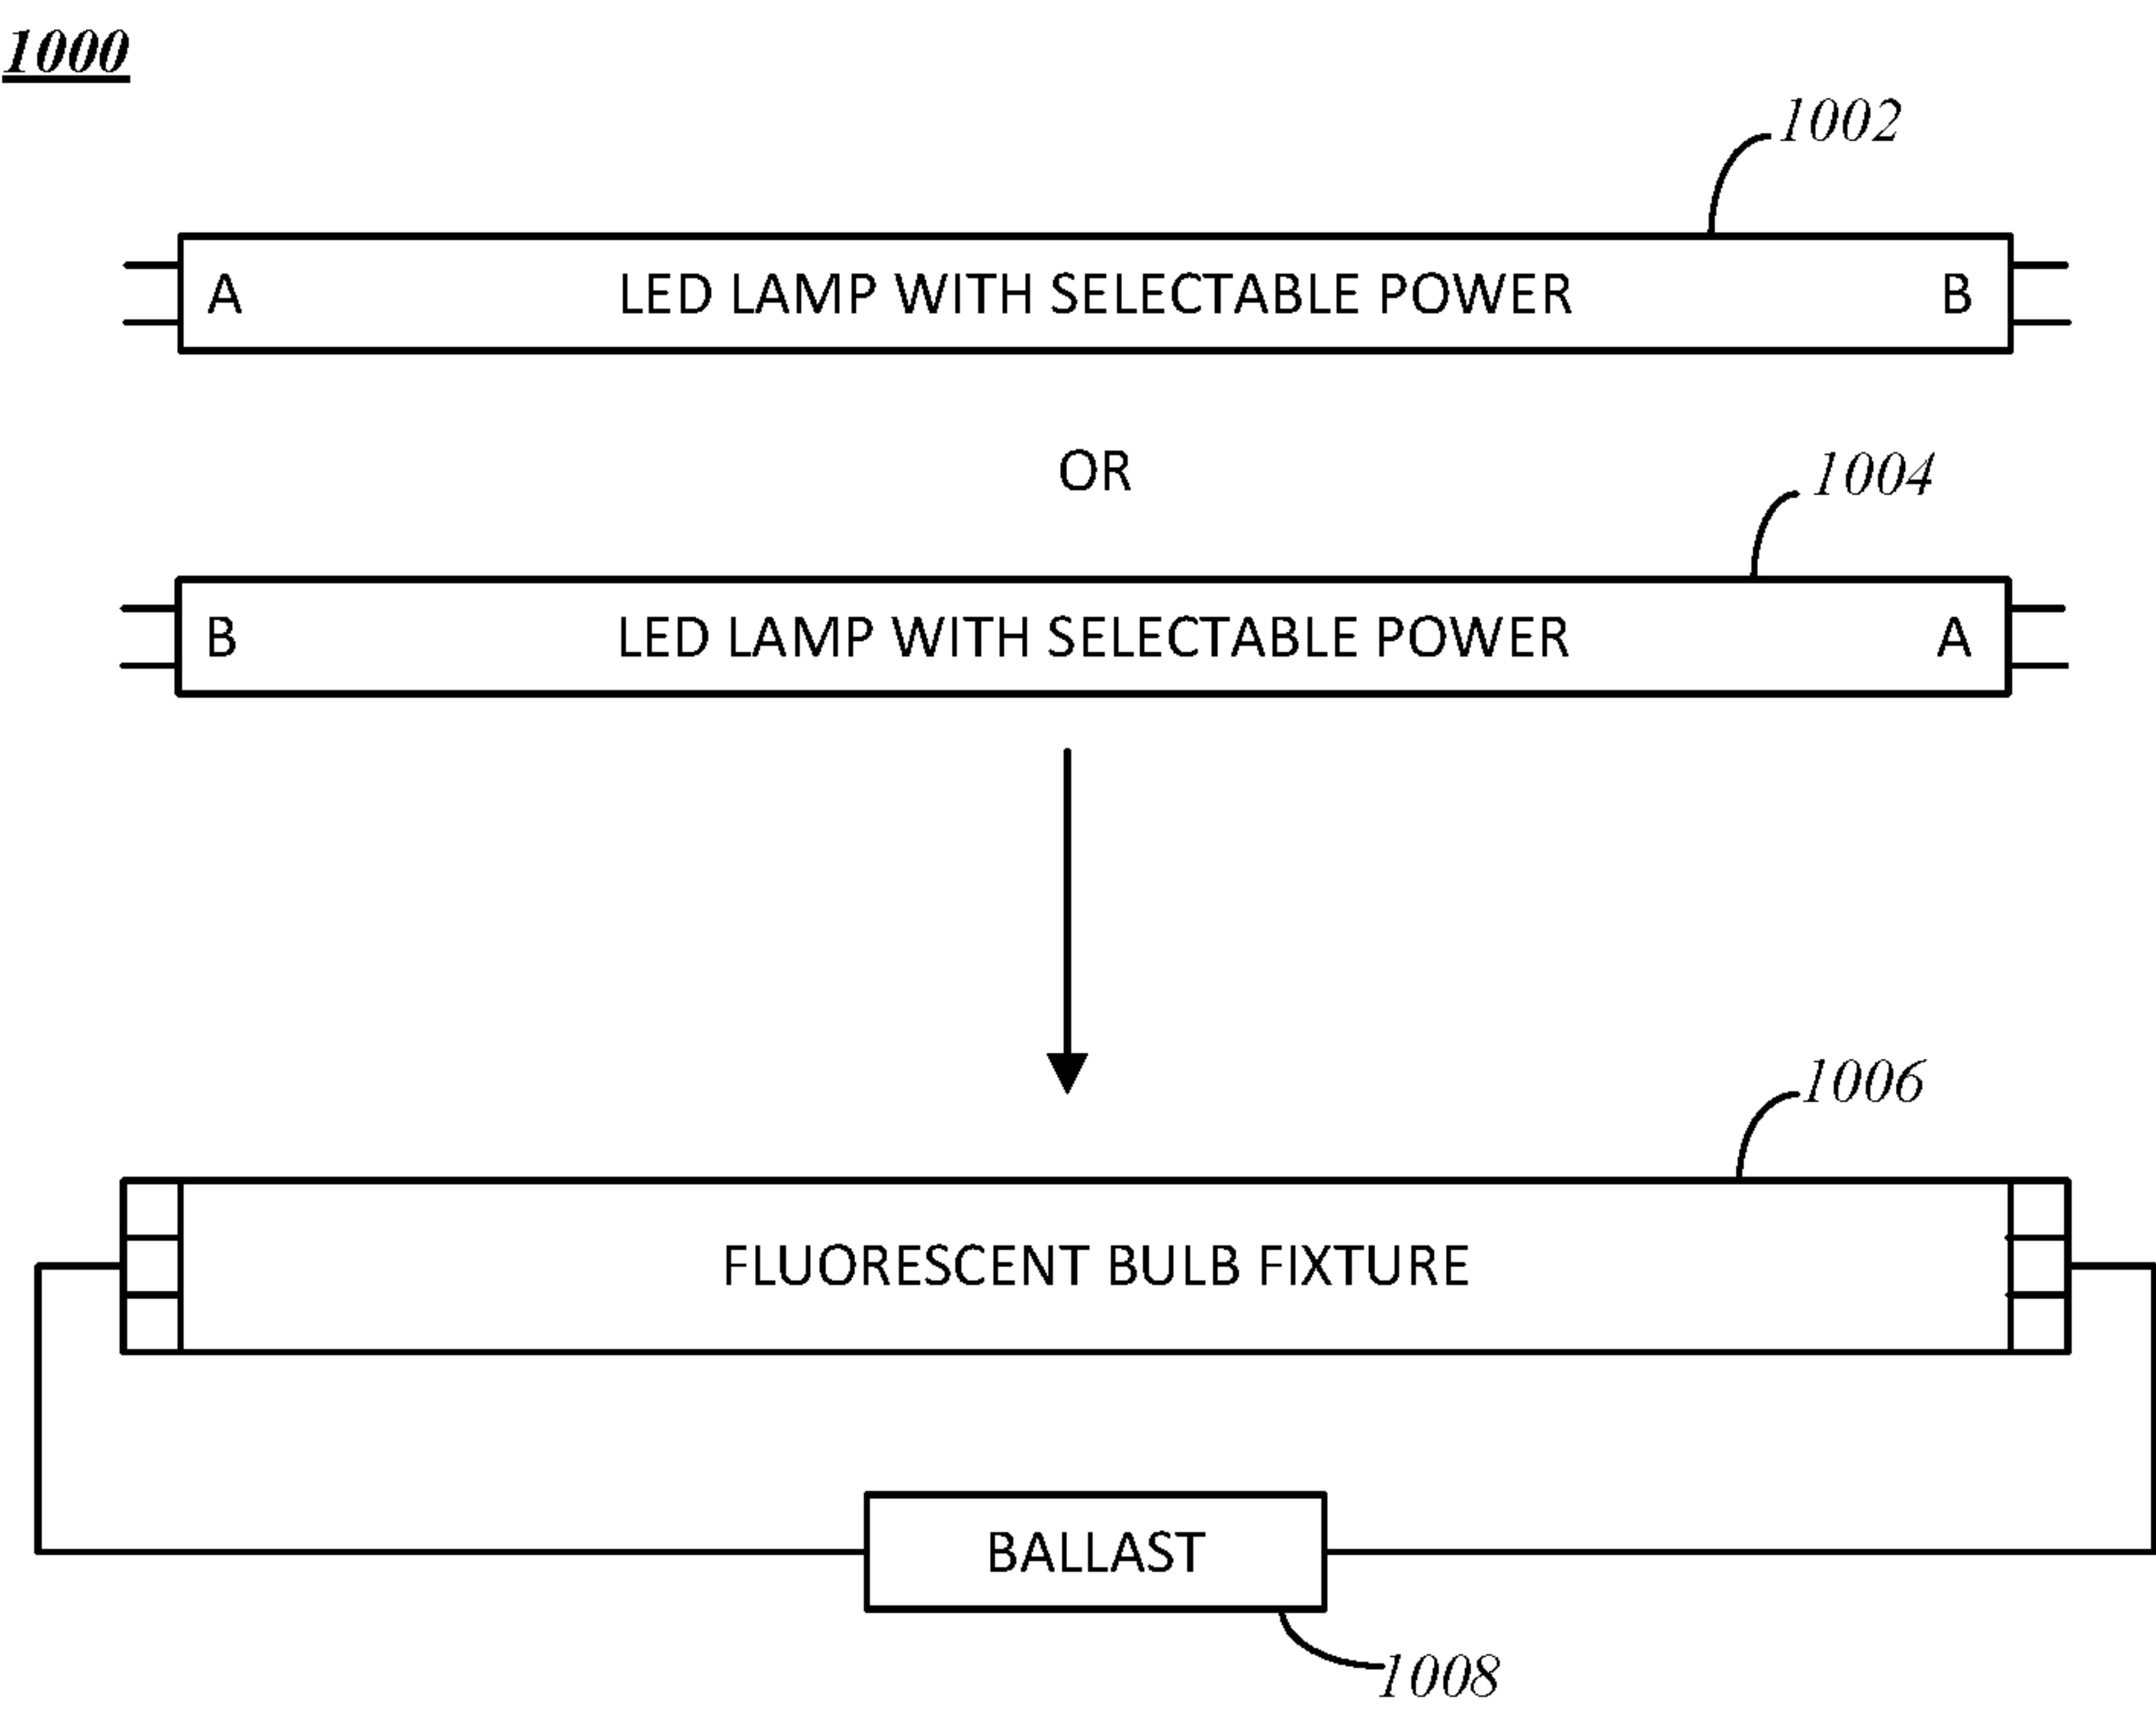 1000
1002
A LED LAMP WITH SELECTABLE POWER B
OR
1004
B LED LAMP WITH SELECTABLE POWER A
1006
FLUORESCENT BULB FIXTURE
BALLAST
1008